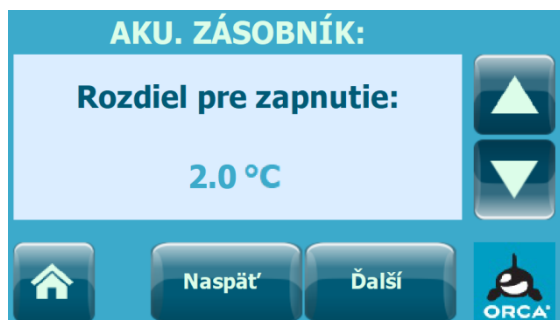 AKU. ZÁSOBNÍK:
Rozdiel pre zapnutie:
2.0 °C
Naspäť
Ďalší
ORCA